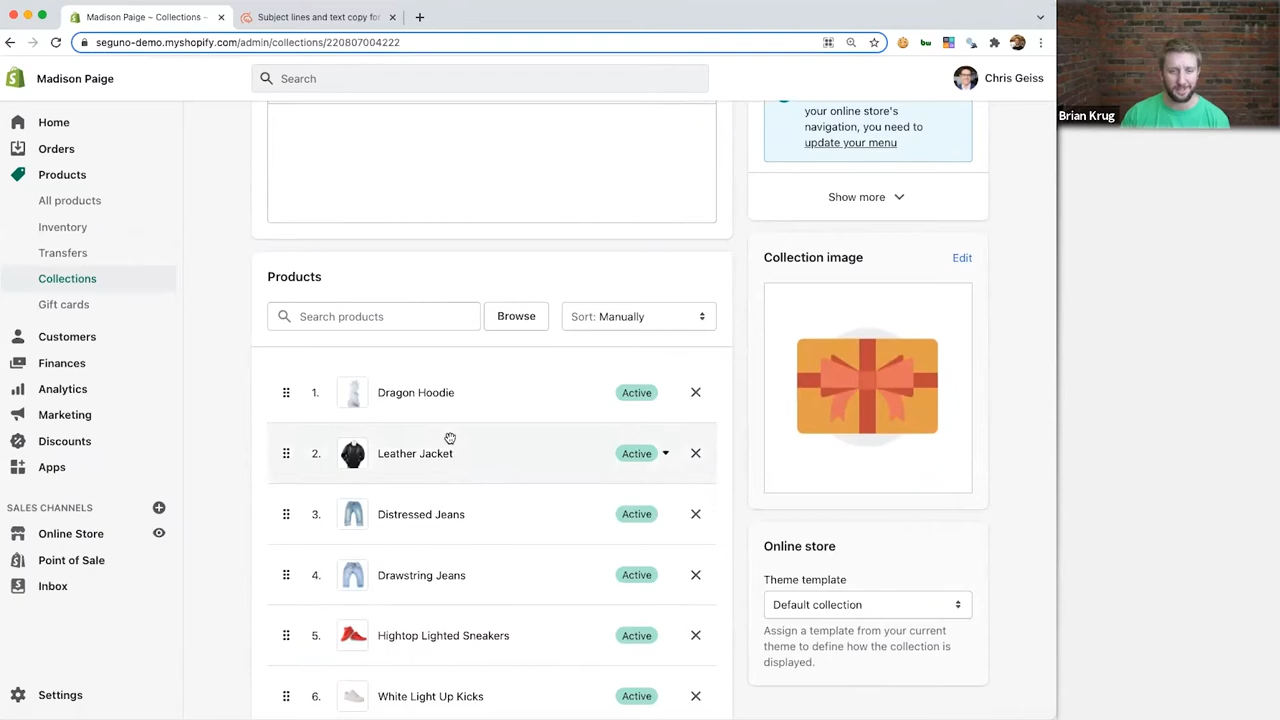 Madison Paige ~ Collections ~
Subject lines and text copy for
seguno-demo.myshopify.com/admin/collections/220807004222
bw
Madison Paige
Search
Chris Geiss
Brian Krug
Home
Orders
Products
All products
Inventory
Transfers
Collections
Gift cards
Customers
Finances
Analytics
Marketing
Discounts
Apps
SALES CHANNELS
Online Store
Point of Sale
Inbox
Settings
Products
Search products
Browse
Sort: Manually
1. Dragon Hoodie Active
2. Leather Jacket Active
3. Distressed Jeans Active
4. Drawstring Jeans Active
5. Hightop Lighted Sneakers Active
6. White Light Up Kicks Active
your online store's
navigation, you need to
update your menu
Show more
Collection image
Edit
Online store
Theme template
Default collection
Assign a template from your current
theme to define how the collection is
displayed.